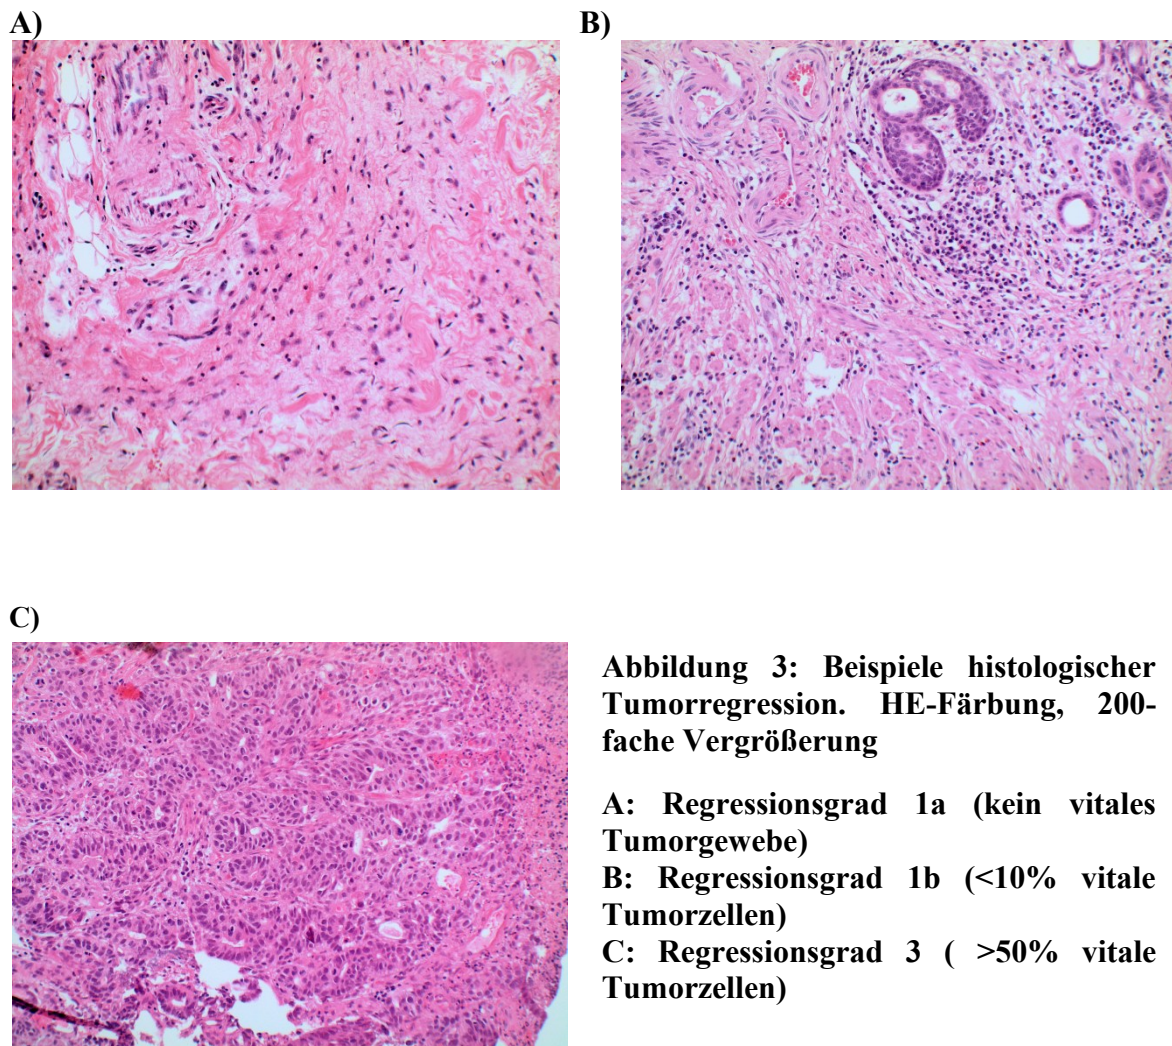 A)
B)
C)
Abbildung 3: Beispiele histologischer
Tumorregression. HE-Färbung, 200-
fache Vergrößerung
A: Regressionsgrad 1a (kein vitales
Tumorgewebe)
B: Regressionsgrad 1b (<10% vitale
Tumorzellen)
C: Regressionsgrad 3 ( >50% vitale
Tumorzellen)